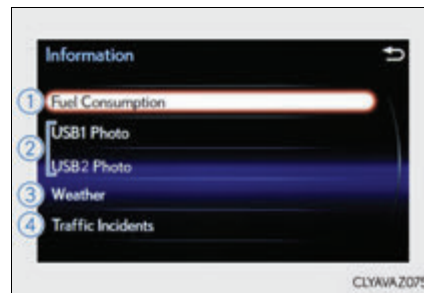 Information
1 Fuel Consumption
2 USB1 Photo
USB2 Photo
3 Weather
4 Traffic Incidents
CLYAVAZ075